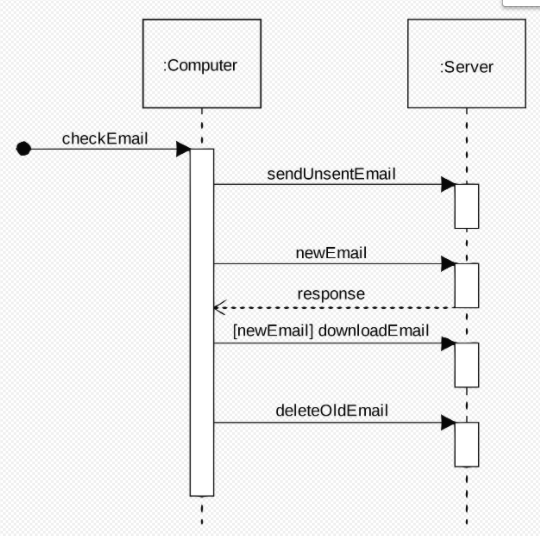 :Computer
:Server
checkEmail
sendUnsentEmail
newEmail
response
[newEmail] downloadEmail
deleteOldEmail